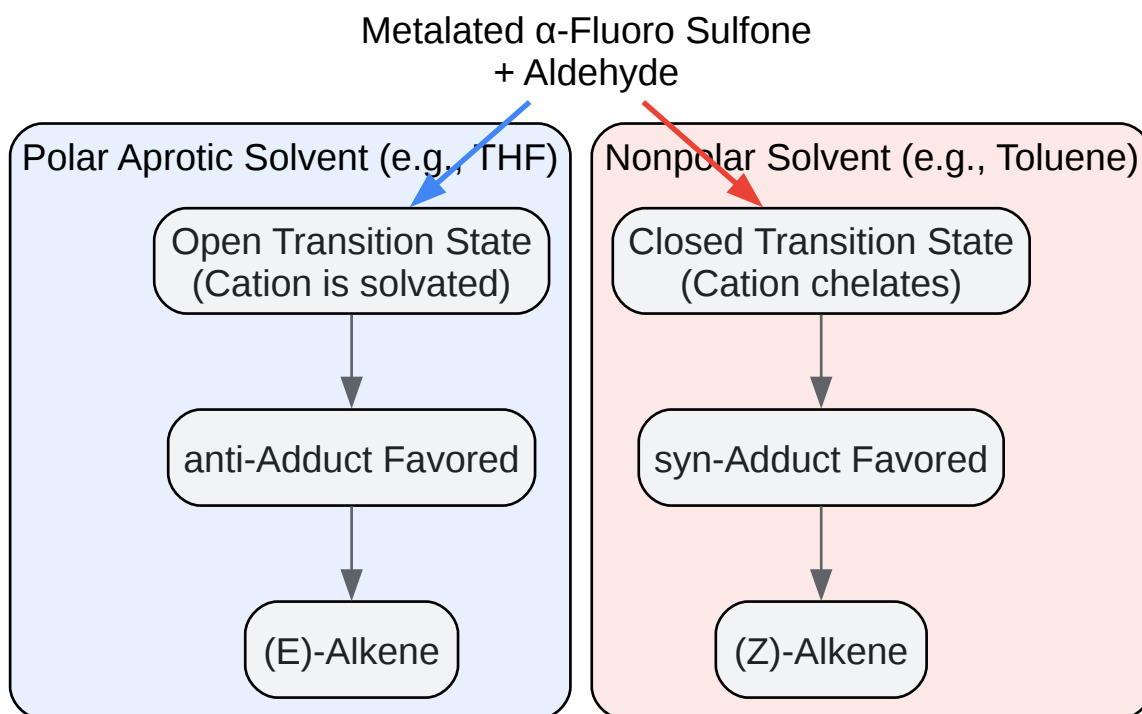 Metalated α-Fluoro Sulfone
+ Aldehyde
Polar Aprotic Solvent (e.g., THF)
Open Transition State
(Cation is solvated)
anti-Adduct Favored
(E)-Alkene
Nonpolar Solvent (e.g., Toluene)
Closed Transition State
(Cation chelates)
syn-Adduct Favored
(Z)-Alkene